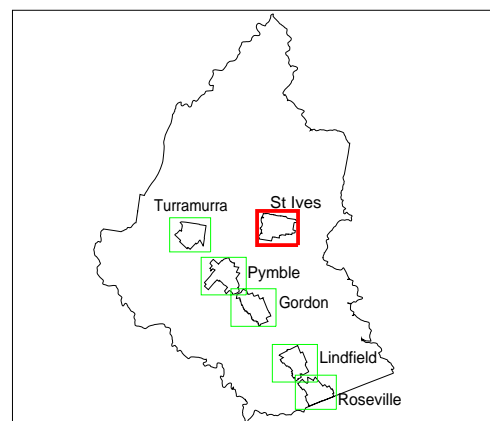 Turramurra
St Ives
Pymble
Gordon
Lindfield
Roseville